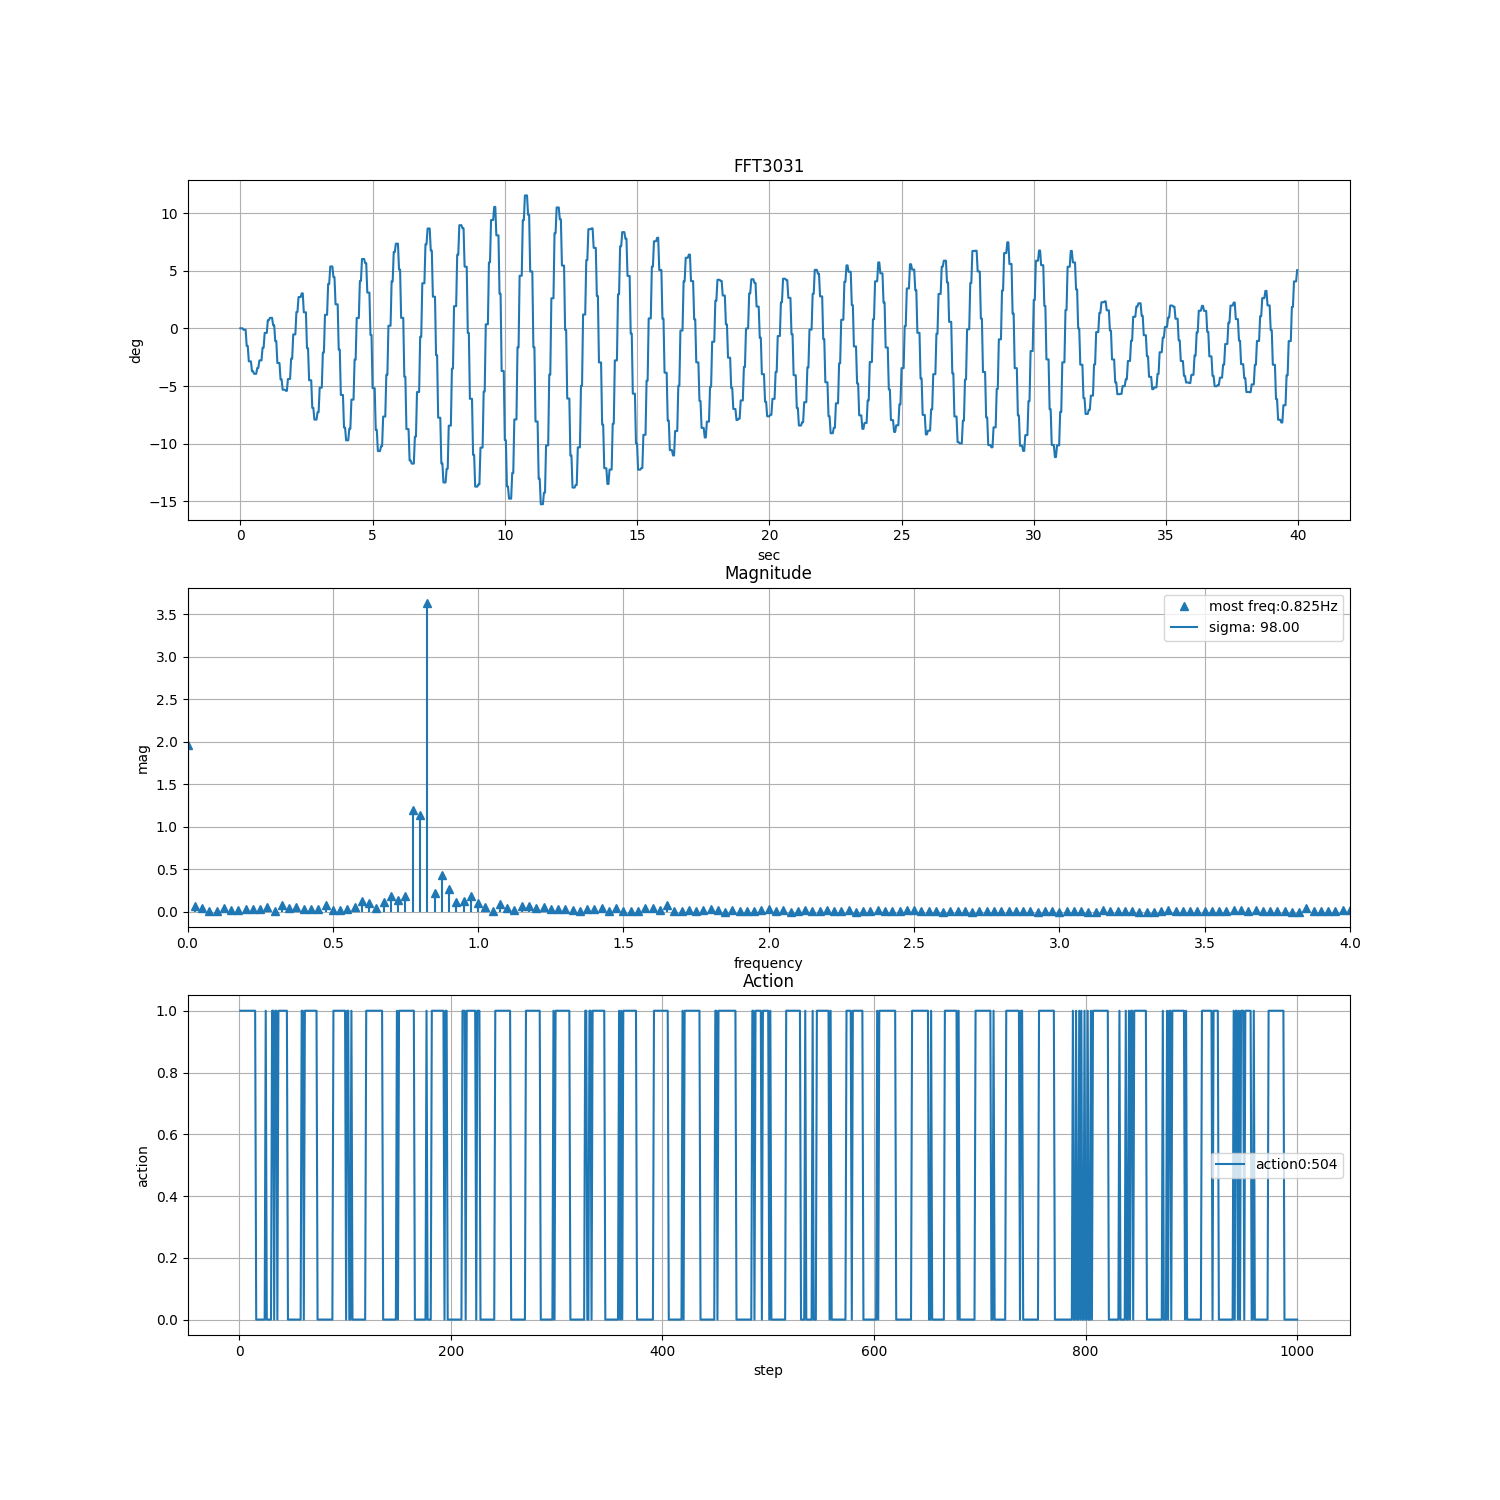 FFT3031
10
5
0
−5
−10
−15
deg
0 5 10 15 20 25 30 35 40
sec
Magnitude
3.5
3.0
2.5
2.0
1.5
1.0
0.5
0.0
mag
most freq:0.825Hz
sigma: 98.00
0.0 0.5 1.0 1.5 2.0 2.5 3.0 3.5 4.0
frequency
Action
1.0
0.8
0.6
0.4
0.2
0.0
action
action0:504
0 200 400 600 800 1000
step